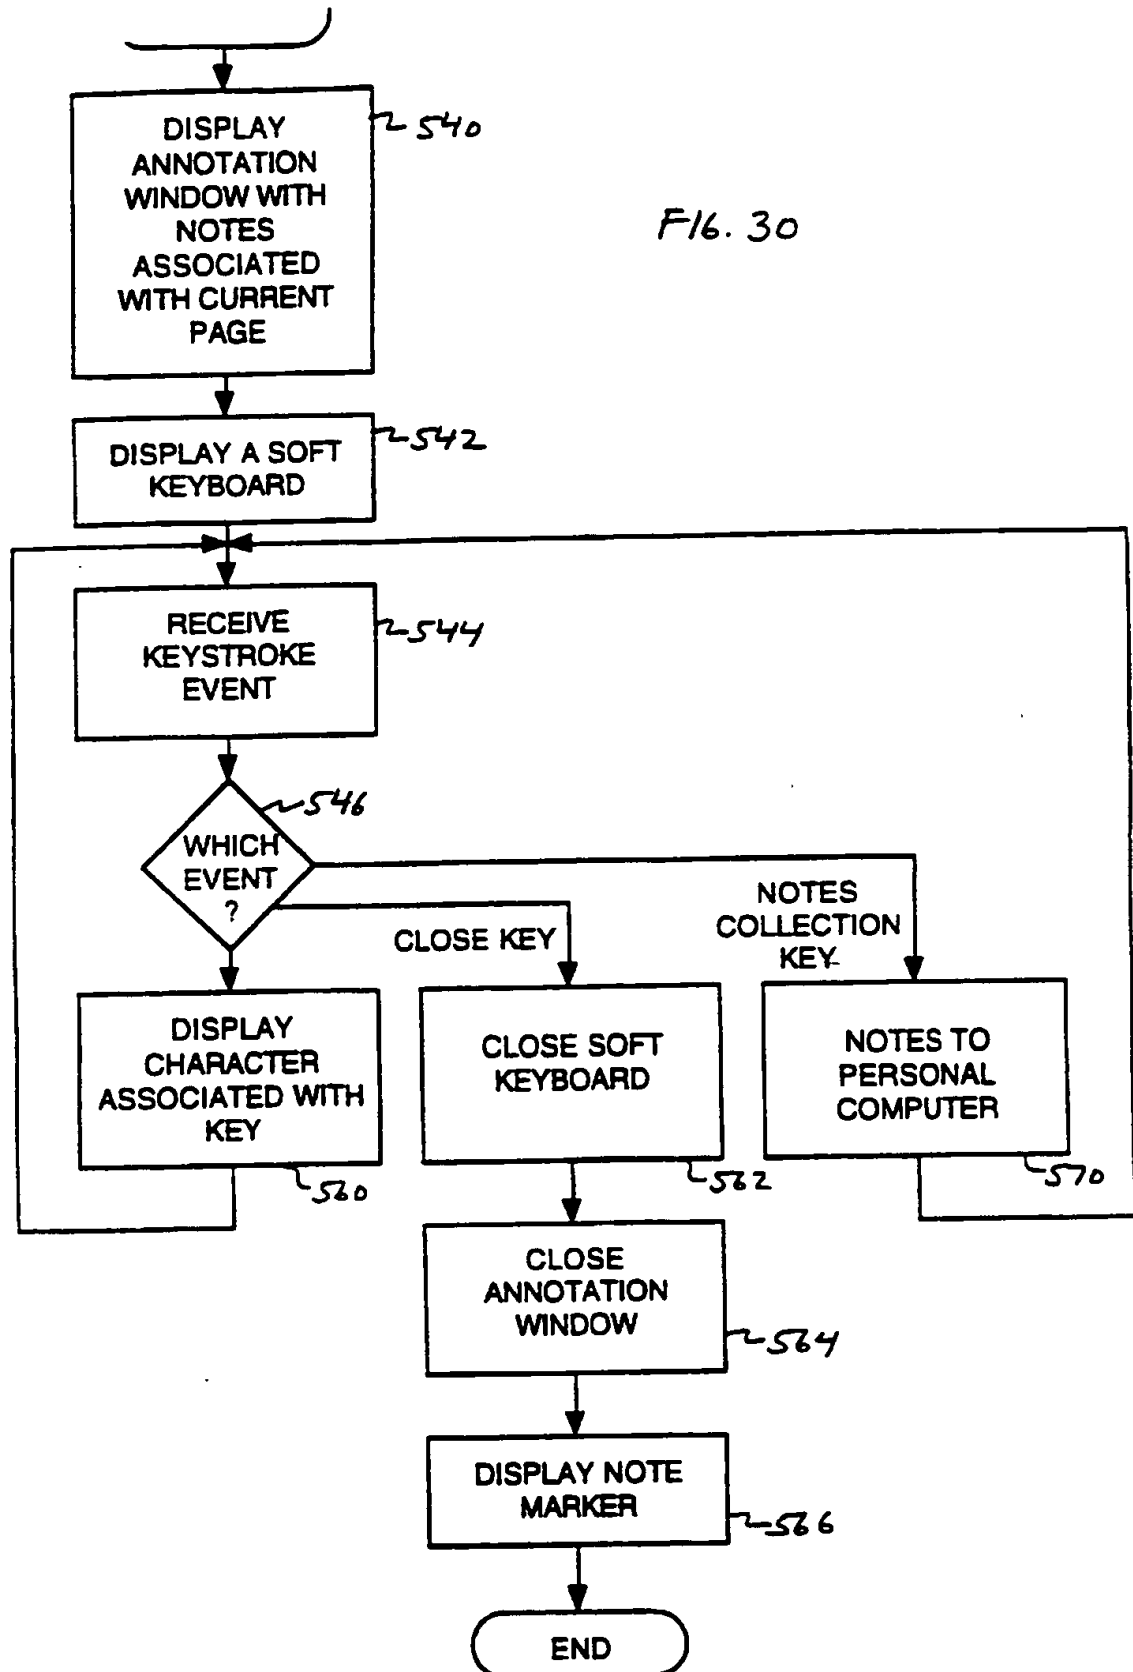 DISPLAY
ANNOTATION
WINDOW WITH
NOTES
ASSOCIATED
WITH CURRENT
PAGE
540
FIG. 30
DISPLAY A SOFT
KEYBOARD
542
RECEIVE
KEYSTROKE
EVENT
544
WHICH
EVENT
?
546
CLOSE KEY
NOTES
COLLECTION
KEY
DISPLAY
CHARACTER
ASSOCIATED WITH
KEY
560
CLOSE SOFT
KEYBOARD
562
NOTES TO
PERSONAL
COMPUTER
570
CLOSE
ANNOTATION
WINDOW
564
DISPLAY NOTE
MARKER
566
END